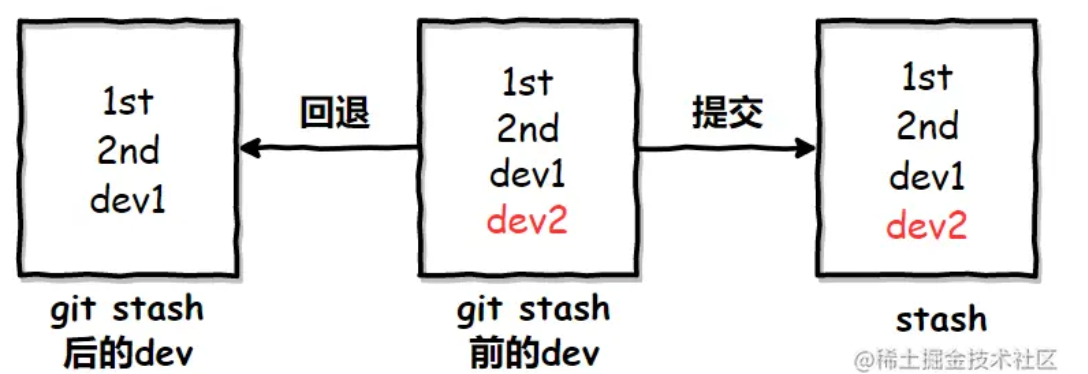 1st
2nd
dev1
git stash
后的dev
回退
1st
2nd
dev1
dev2
git stash
前的dev
提交
1st
2nd
dev1
dev2
stash
@稀土掘金技术社区